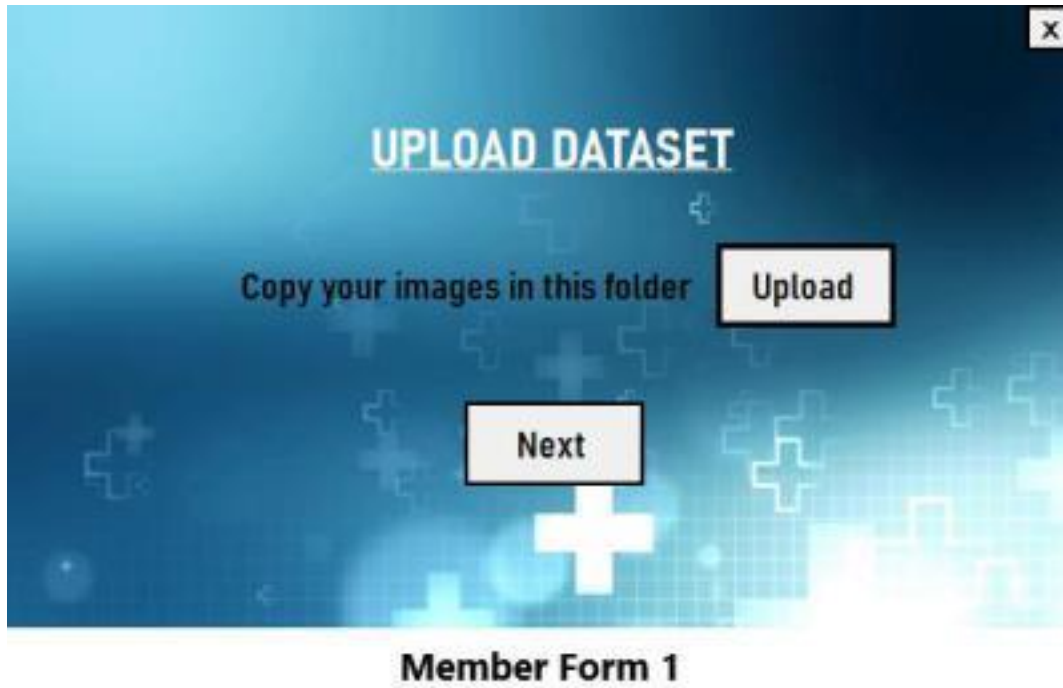 x
UPLOAD DATASET
Copy your images in this folder Upload
Next
Member Form 1